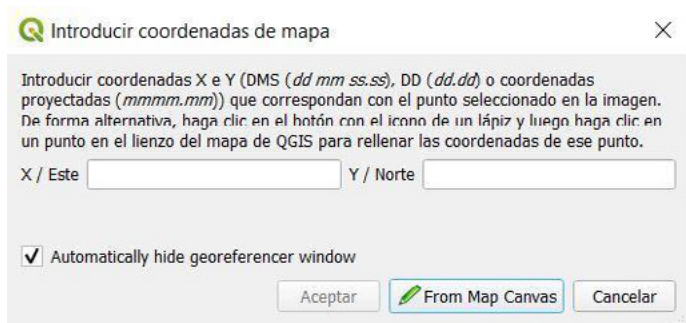 Introducir coordenadas de mapa
Introducir coordenadas X e Y (DMS (dd mm ss.ss), DD (dd.dd) o coordenadas
proyectadas (mmmm.mm)) que correspondan con el punto seleccionado en la imagen.
De forma alternativa, haga clic en el botón con el icono de un lápiz y luego haga clic en
un punto en el lienzo del mapa de QGIS para rellenar las coordenadas de ese punto.
X / Este Y / Norte
Automatically hide georeferencer window
Aceptar From Map Canvas Cancelar